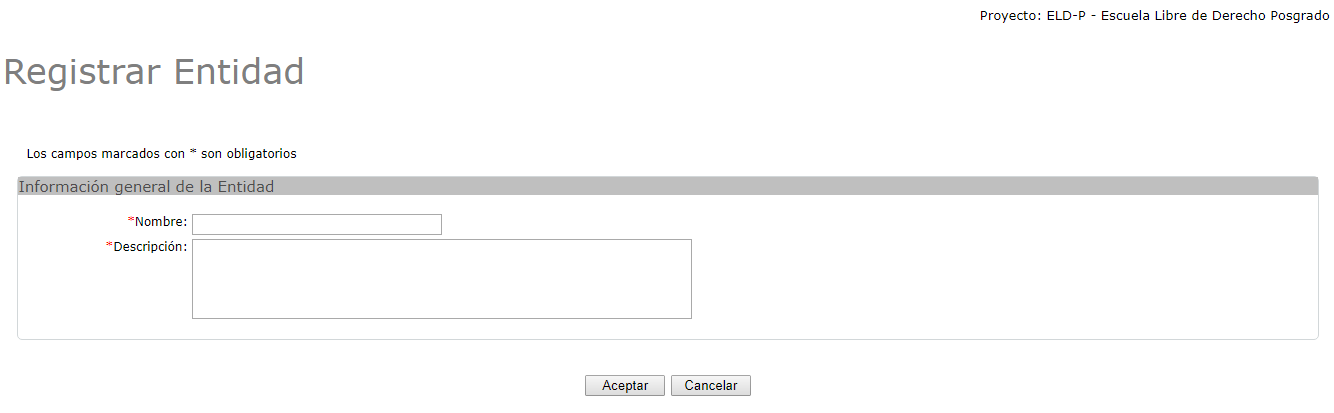 Proyecto: ELD-P - Escuela Libre de Derecho Posgrado
Registrar Entidad
Los campos marcados con * son obligatorios
Información general de la Entidad
*Nombre:
*Descripción:
Aceptar Cancelar